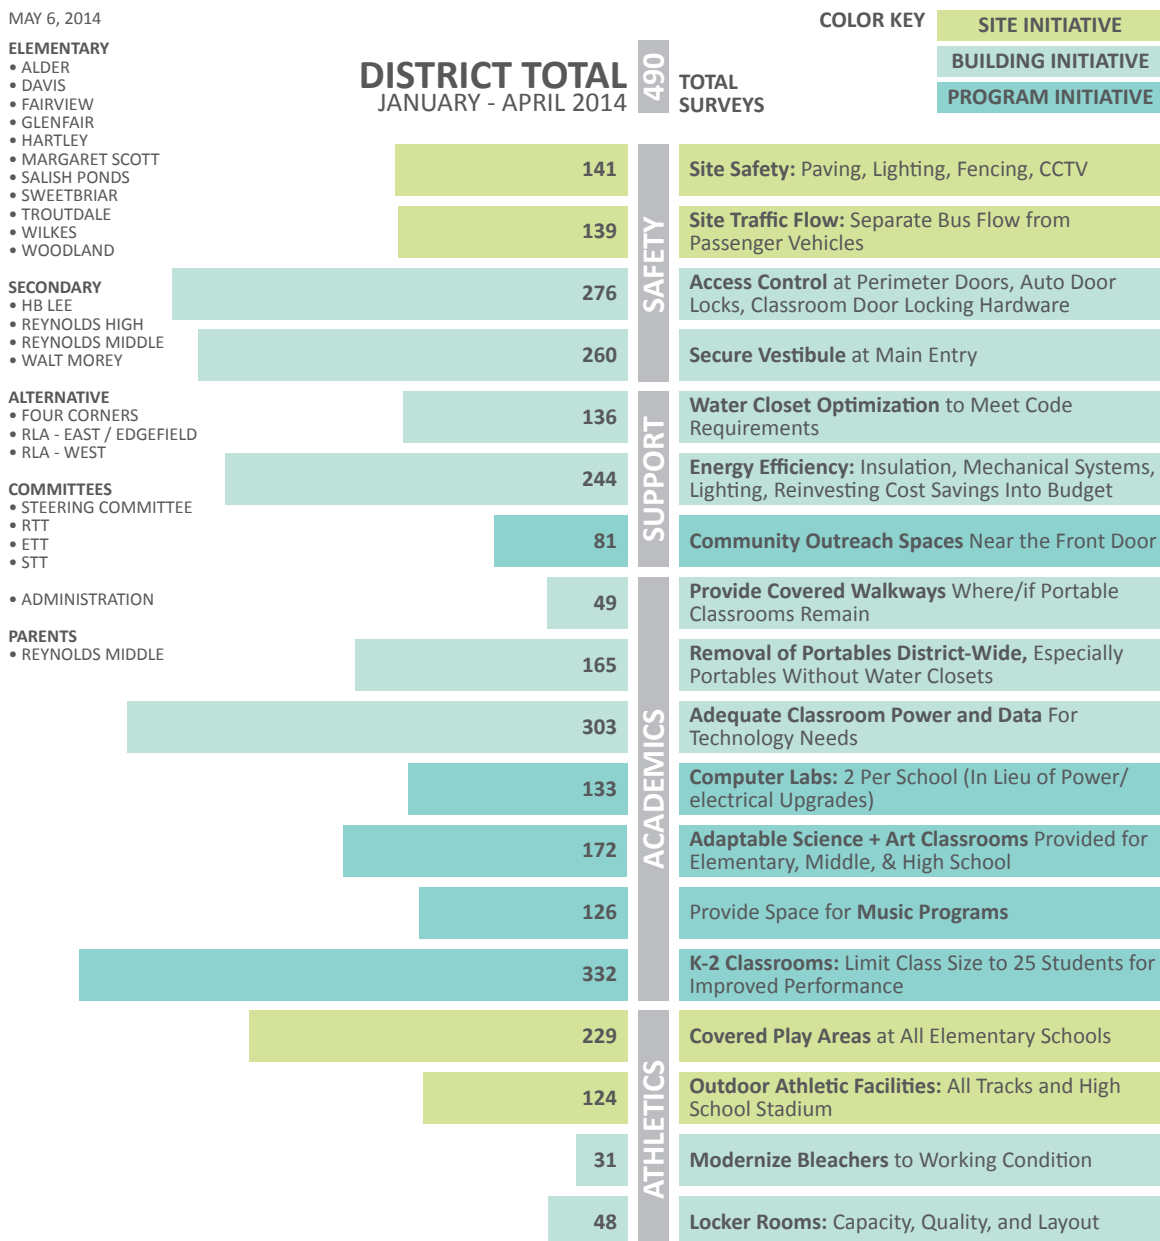 MAY 6, 2014
ELEMENTARY
• ALDER
• DAVIS
• FAIRVIEW
• GLENFAIR
• HARTLEY
• MARGARET SCOTT
• SALISH PONDS
• SWEETBRIAR
• TROUTDALE
• WILKES
• WOODLAND
SECONDARY
• HB LEE
• REYNOLDS HIGH
• REYNOLDS MIDDLE
• WALT MOREY
ALTERNATIVE
• FOUR CORNERS
• RLA - EAST / EDGEFIELD
• RLA - WEST
COMMITTEES
• STEERING COMMITTEE
• RTT
• ETT
• STT
• ADMINISTRATION
PARENTS
• REYNOLDS MIDDLE
DISTRICT TOTAL
JANUARY - APRIL 2014
490
TOTAL
SURVEYS
COLOR KEY
SITE INITIATIVE
BUILDING INITIATIVE
PROGRAM INITIATIVE
SAFETY
141
Site Safety: Paving, Lighting, Fencing, CCTV
139
Site Traffic Flow: Separate Bus Flow from
Passenger Vehicles
276
Access Control at Perimeter Doors, Auto Door
Locks, Classroom Door Locking Hardware
260
Secure Vestibule at Main Entry
SUPPORT
136
Water Closet Optimization to Meet Code
Requirements
244
Energy Efficiency: Insulation, Mechanical Systems,
Lighting, Reinvesting Cost Savings Into Budget
81
Community Outreach Spaces Near the Front Door
ACADEMICS
49
Provide Covered Walkways Where/if Portable
Classrooms Remain
165
Removal of Portables District-Wide, Especially
Portables Without Water Closets
303
Adequate Classroom Power and Data For
Technology Needs
133
Computer Labs: 2 Per School (In Lieu of Power/
electrical Upgrades)
172
Adaptable Science + Art Classrooms Provided for
Elementary, Middle, & High School
126
Provide Space for Music Programs
332
K-2 Classrooms: Limit Class Size to 25 Students for
Improved Performance
ATHLETICS
229
Covered Play Areas at All Elementary Schools
124
Outdoor Athletic Facilities: All Tracks and High
School Stadium
31
Modernize Bleachers to Working Condition
48
Locker Rooms: Capacity, Quality, and Layout